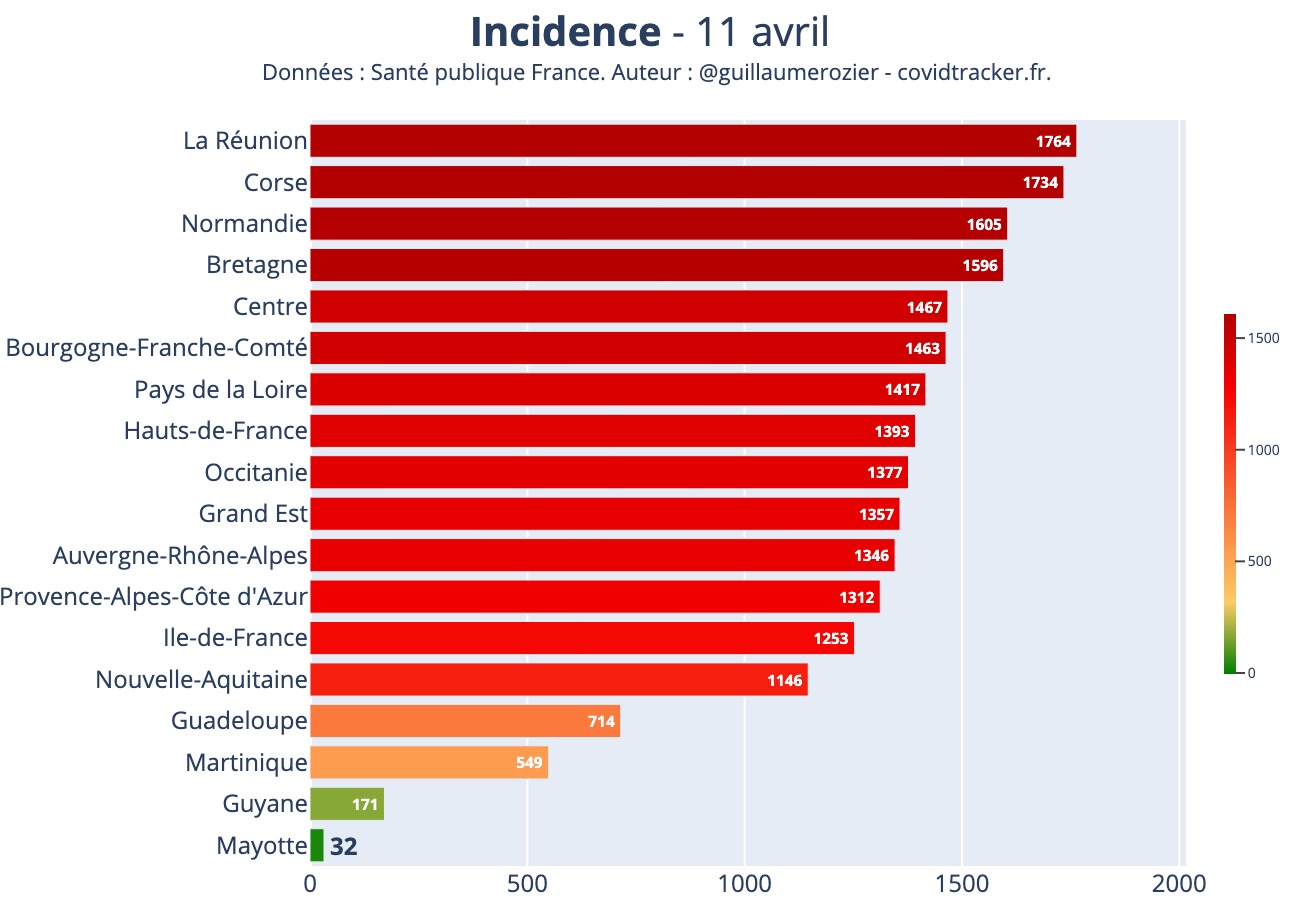 Incidence - 11 avril
Données : Santé publique France. Auteur : @guillaumerozier - covidtracker.fr.
La Réunion 1764
Corse 1734
Normandie 1605
Bretagne 1596
Centre 1467
Bourgogne-Franche-Comté 1463
Pays de la Loire 1417
Hauts-de-France 1393
Occitanie 1377
Grand Est 1357
Auvergne-Rhône-Alpes 1346
Provence-Alpes-Côte d'Azur 1312
Ile-de-France 1253
Nouvelle-Aquitaine 1146
Guadeloupe 714
Martinique 549
Guyane 171
Mayotte 32
0 500 1000 1500 2000
1500
1000
500
0